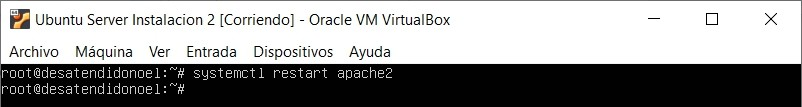 Ubuntu Server Instalacion 2 [Corriendo] - Oracle VM VirtualBox
Archivo Máquina Ver Entrada Dispositivos Ayuda
root@desatendidonoel:~# systemctl restart apache2
root@desatendidonoel:~#